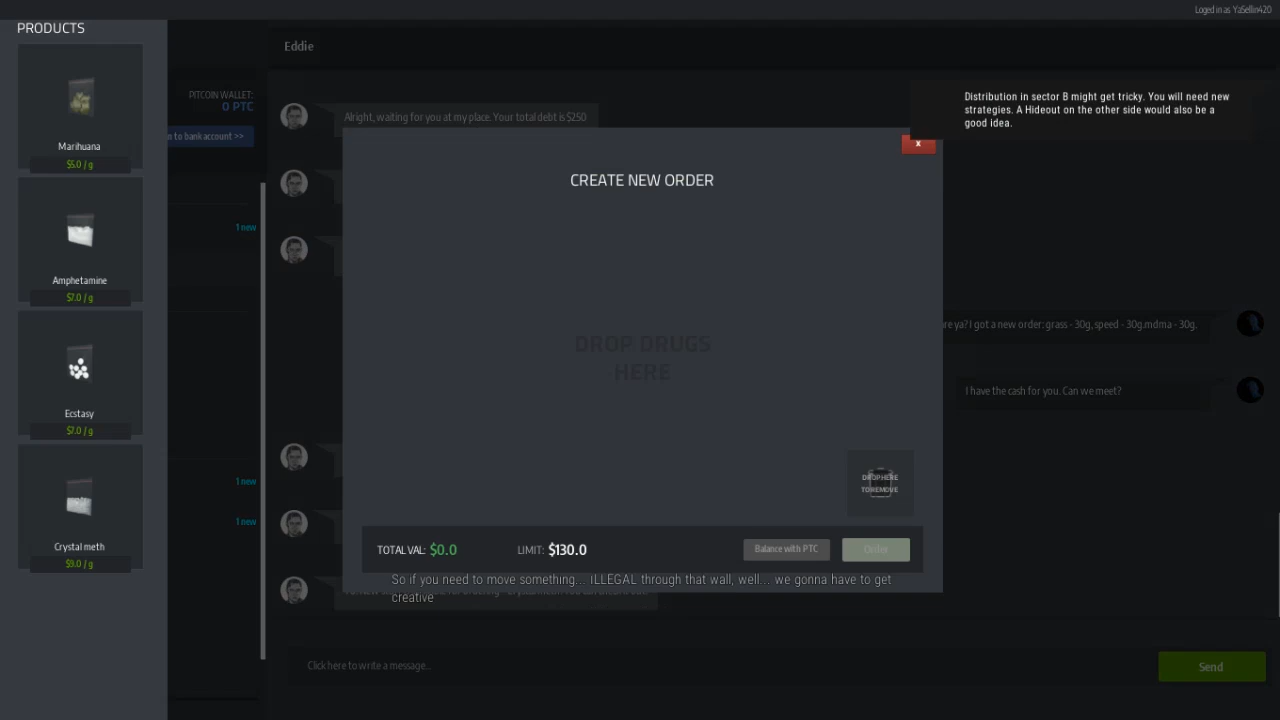 Loged in as YaSellin420
PRODUCTS
Marihuana
$5.0 / g
Amphetamine
$7.0 / g
Ecstasy
$7.0 / g
Crystal meth
$9.0 / g
PITCOIN WALLET:
0 PTC
to bank account >>
1 new
1 new
1 new
Eddie
Alright, waiting for you at my place. Your total debt is $250
Distribution in sector B might get tricky. You will need new
strategies. A Hideout on the other side would also be a
good idea.
x
CREATE NEW ORDER
DROP DRUGS
HERE
re ya? I got a new order: grass - 30g, speed - 30g.mdma - 30g.
I have the cash for you. Can we meet?
DROP HERE
TO REMOVE
TOTAL VAL: $0.0
LIMIT: $130.0
Balance with PTC
Order
So if you need to move something... iLLEGAL through that wall, well... we gonna have to get
creative
Click here to write a message...
Send